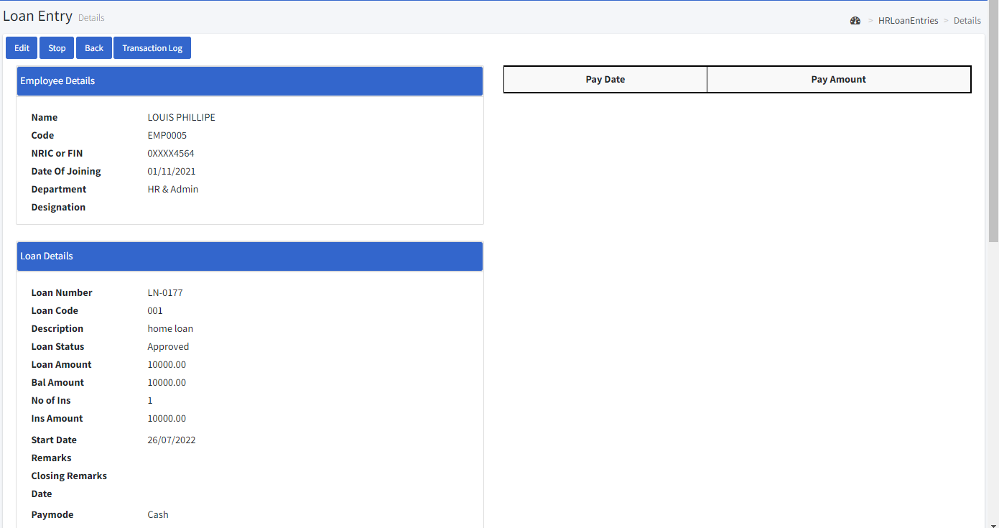 Loan Entry Details
> HRLoanEntries > Details
Edit Stop Back Transaction Log
Employee Details
Name LOUIS PHILLIPE
Code EMP0005
NRIC or FIN 0XXXX4564
Date Of Joining 01/11/2021
Department HR & Admin
Designation
Pay Date Pay Amount
Loan Details
Loan Number LN-0177
Loan Code 001
Description home loan
Loan Status Approved
Loan Amount 10000.00
Bal Amount 10000.00
No of Ins 1
Ins Amount 10000.00
Start Date 26/07/2022
Remarks
Closing Remarks
Date
Paymode Cash